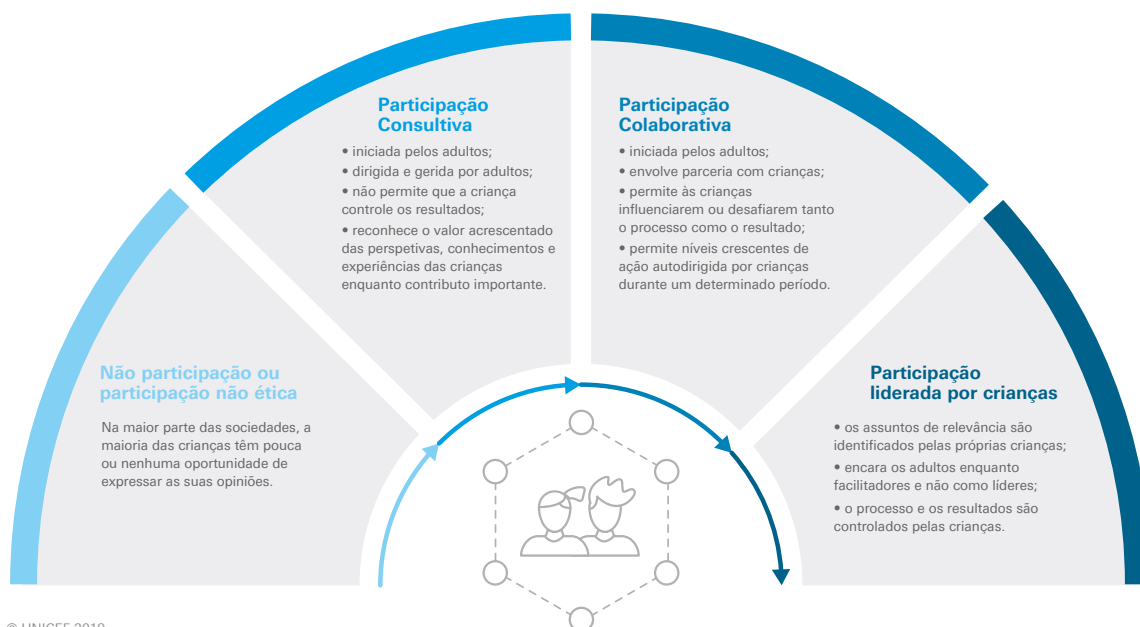 Não participação ou
participação não ética
Na maior parte das sociedades, a
maioria das crianças têm pouca
ou nenhuma oportunidade de
expressar as suas opiniões.
Participação
Consultiva
• iniciada pelos adultos;
• dirigida e gerida por adultos;
• não permite que a criança
controle os resultados;
• reconhece o valor acrescentado
das perspetivas, conhecimentos e
experiências das crianças
enquanto contributo importante.
Participação
Colaborativa
• iniciada pelos adultos;
• envolve parceria com crianças;
• permite às crianças
influenciarem ou desafiarem tanto
o processo como o resultado;
• permite níveis crescentes de
ação autodirigida por crianças
durante um determinado período.
Participação
liderada por crianças
• os assuntos de relevância são
identificados pelas próprias crianças;
• encara os adultos enquanto
facilitadores e não como líderes;
• o processo e os resultados são
controlados pelas crianças.